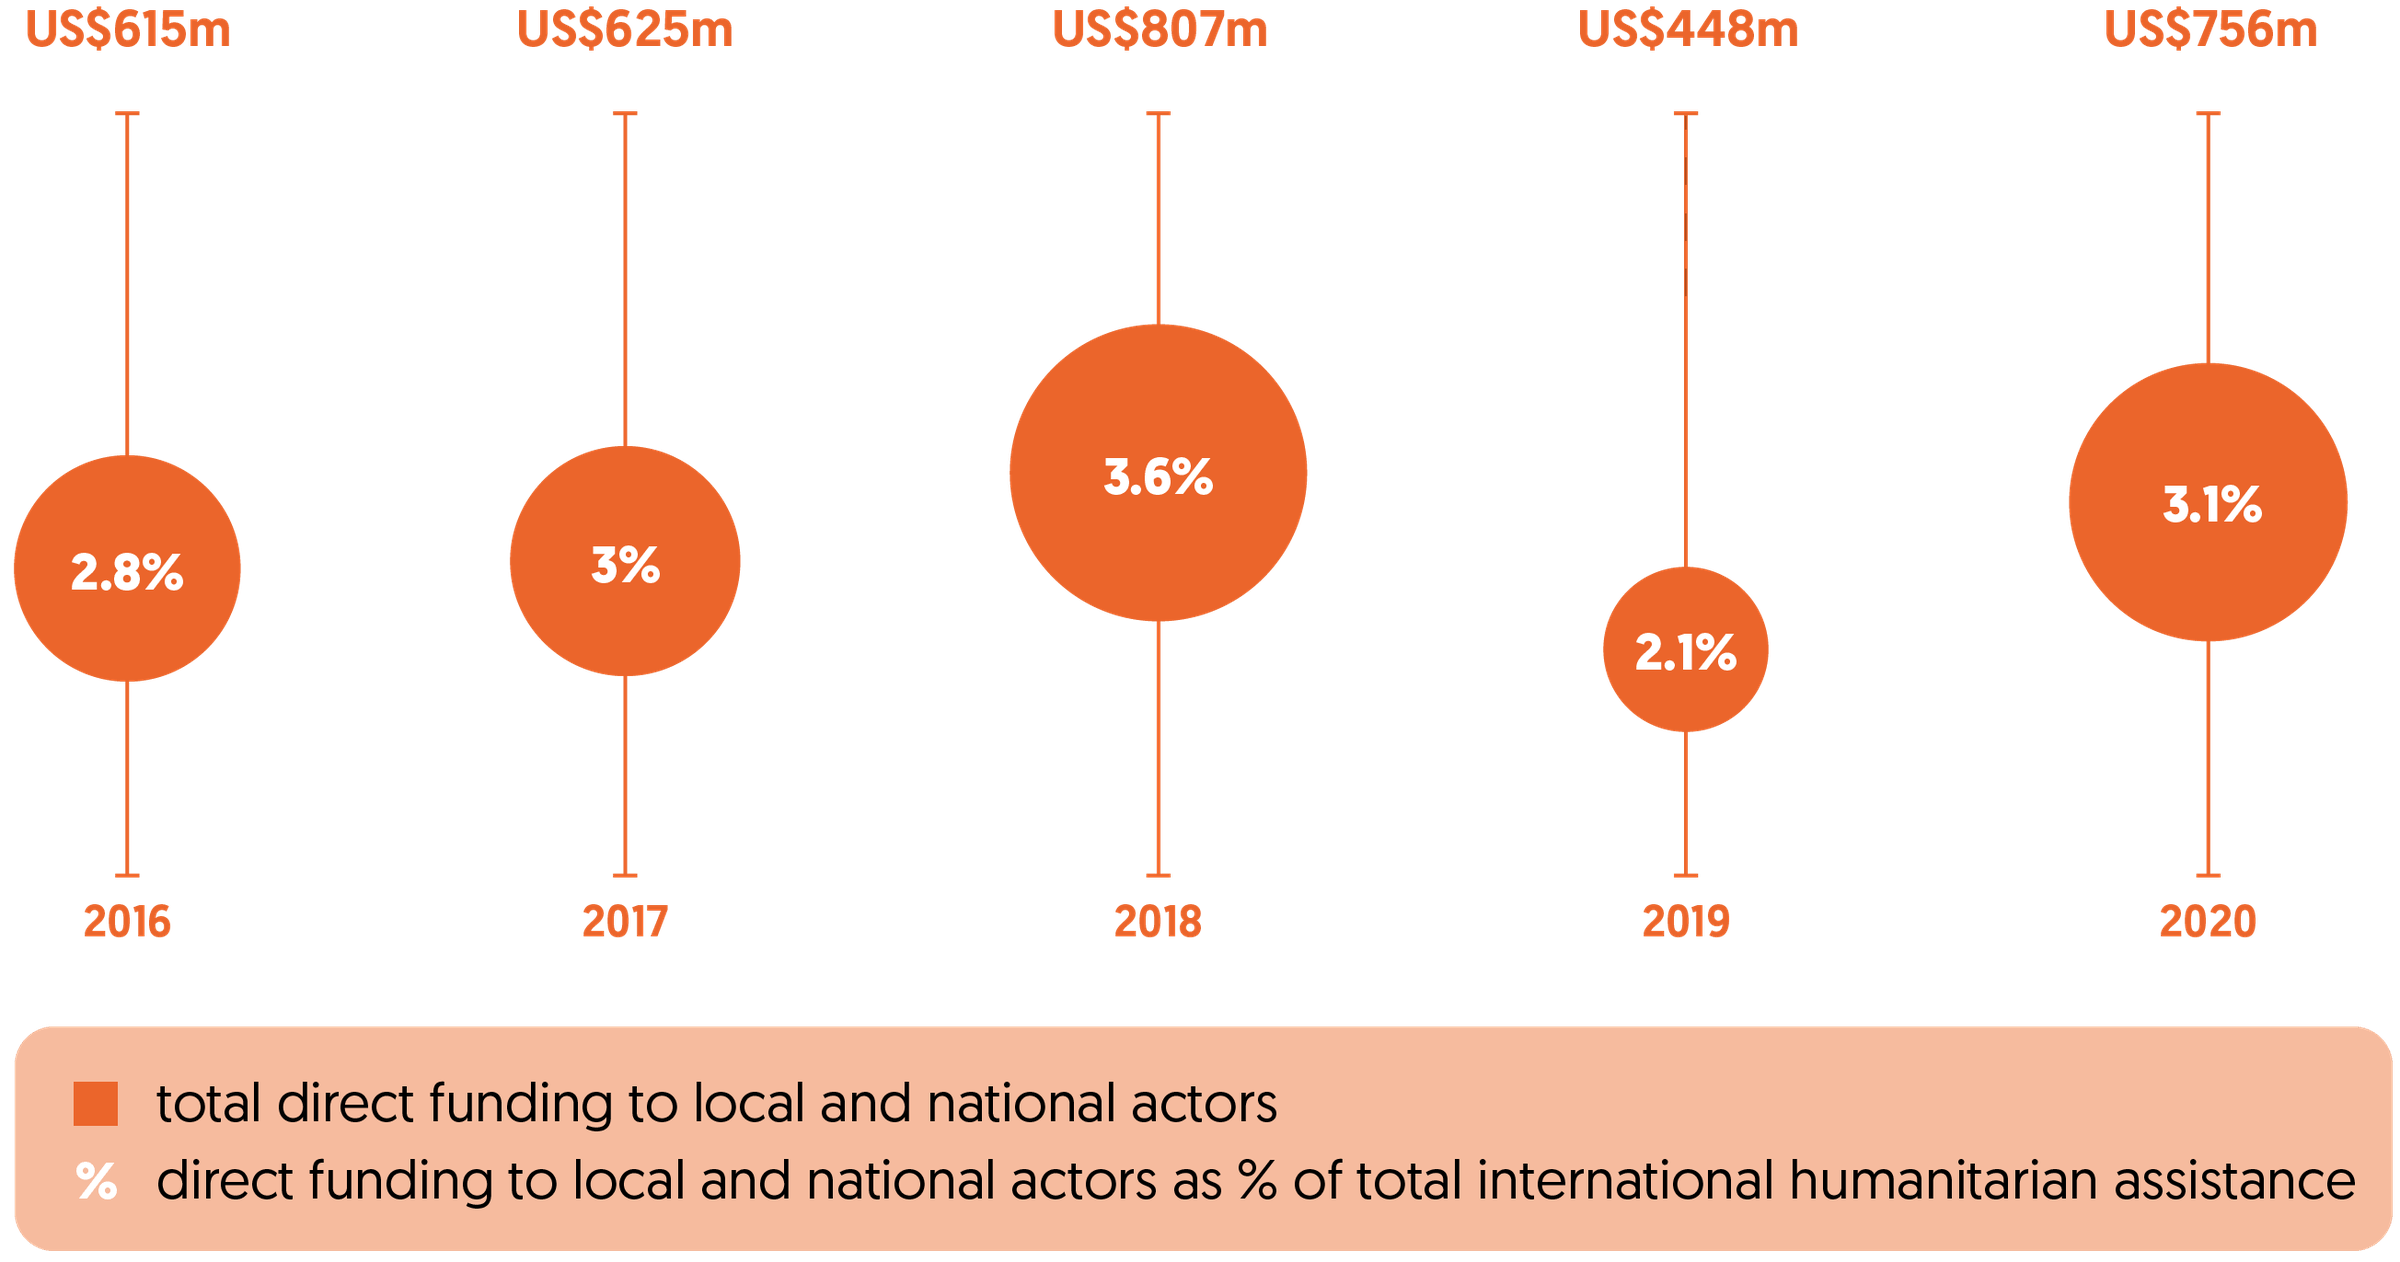 US$615m
US$625m
US$807m
US$448m
US$756m
2.8%
3%
3.6%
2.1%
3.1%
2016
2017
2018
2019
2020
total direct funding to local and national actors
% direct funding to local and national actors as % of total international humanitarian assistance